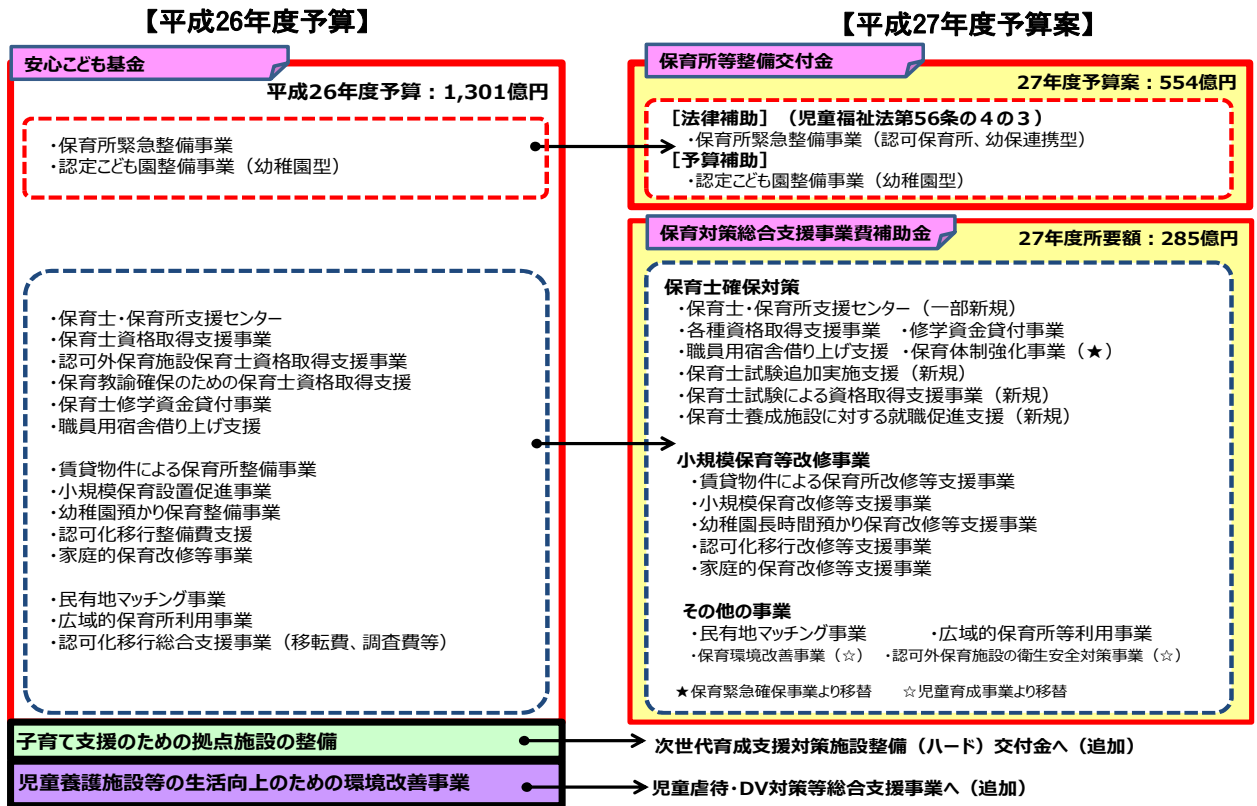 【平成26年度予算】
安心こども基金
平成26年度予算：1,301億円
・保育所緊急整備事業
・認定こども園整備事業（幼稚園型）
・保育士・保育所支援センター
・保育士資格取得支援事業
・認可外保育施設保育士資格取得支援事業
・保育教諭確保のための保育士資格取得支援
・保育士修学資金貸付事業
・職員用宿舎借り上げ支援
・賃貸物件による保育所整備事業
・小規模保育設置促進事業
・幼稚園預かり保育整備事業
・認可化移行整備費支援
・家庭的保育改修等事業
・民有地マッチング事業
・広域的保育所利用事業
・認可化移行総合支援事業（移転費、調査費等）
子育て支援のための拠点施設の整備
児童養護施設等の生活向上のための環境改善事業
【平成27年度予算案】
保育所等整備交付金
27年度予算案：554億円
［法律補助］（児童福祉法第56条の４の３）
・保育所緊急整備事業（認可保育所、幼保連携型）
［予算補助］
・認定こども園整備事業（幼稚園型）
保育対策総合支援事業費補助金
27年度所要額：285億円
保育士確保対策
・保育士・保育所支援センター（一部新規）
・各種資格取得支援事業　・修学資金貸付事業
・職員用宿舎借り上げ支援　・保育体制強化事業（★）
・保育士試験追加実施支援（新規）
・保育士試験による資格取得支援事業（新規）
・保育士養成施設に対する就職促進支援（新規）
小規模保育等改修事業
・賃貸物件による保育所改修等支援事業
・小規模保育改修等支援事業
・幼稚園長時間預かり保育改修等支援事業
・認可化移行改修等支援事業
・家庭的保育改修等支援事業
その他の事業
・民有地マッチング事業　・広域的保育所等利用事業
・保育環境改善事業（☆）　・認可外保育施設の衛生安全対策事業（☆）
★保育緊急確保事業より移替　☆児童育成事業より移替
次世代育成支援対策施設整備（ハード）交付金へ（追加）
児童虐待・DV対策等総合支援事業へ（追加）